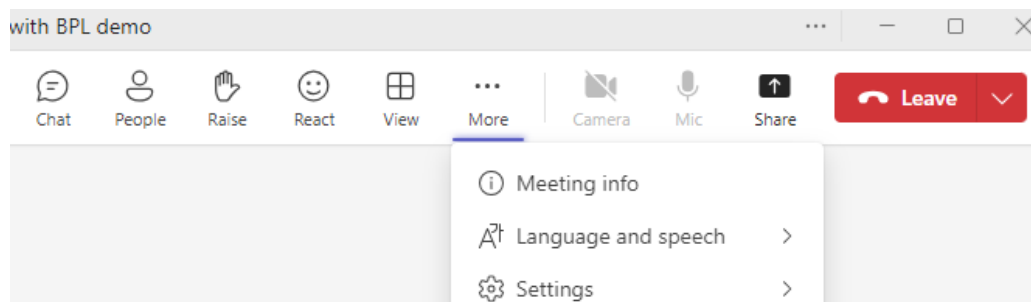 with BPL demo
Chat People Raise React View More Camera Mic Share Leave
Meeting info
Language and speech
Settings